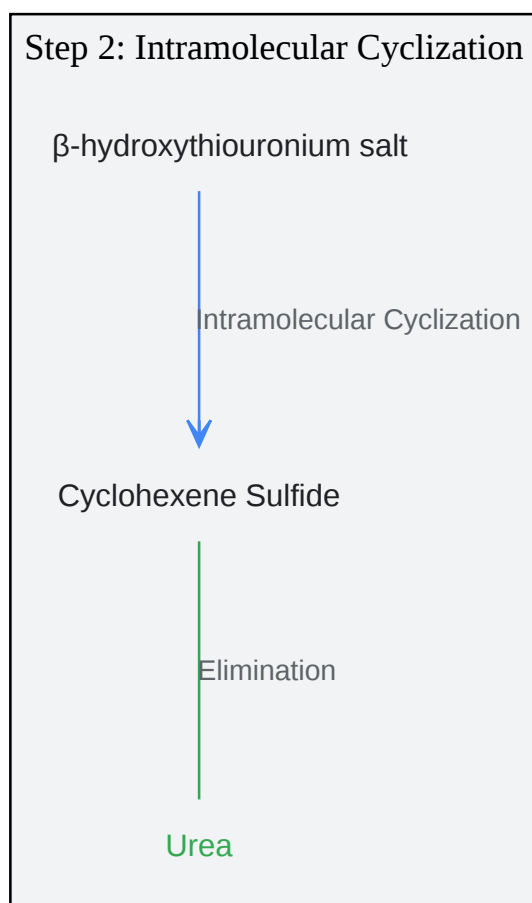 Step 2: Intramolecular Cyclization
β-hydroxythiouronium salt
Intramolecular Cyclization
Cyclohexene Sulfide
Elimination
Urea